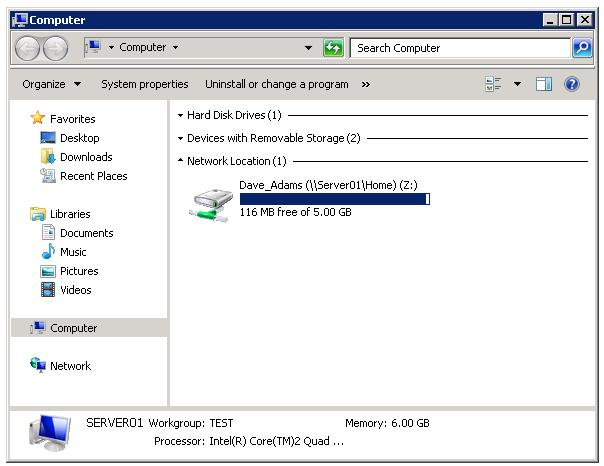 Computer
Computer
Search Computer
Organize System properties Uninstall or change a program »
Favorites
Desktop
Downloads
Recent Places
Libraries
Documents
Music
Pictures
Videos
Computer
Network
Hard Disk Drives (1)
Devices with Removable Storage (2)
Network Location (1)
Dave_Adams (\\Server01\Home) (Z:)
116 MB free of 5.00 GB
SERVER01 Workgroup: TEST Memory: 6.00 GB
Processor: Intel(R) Core(TM)2 Quad ...